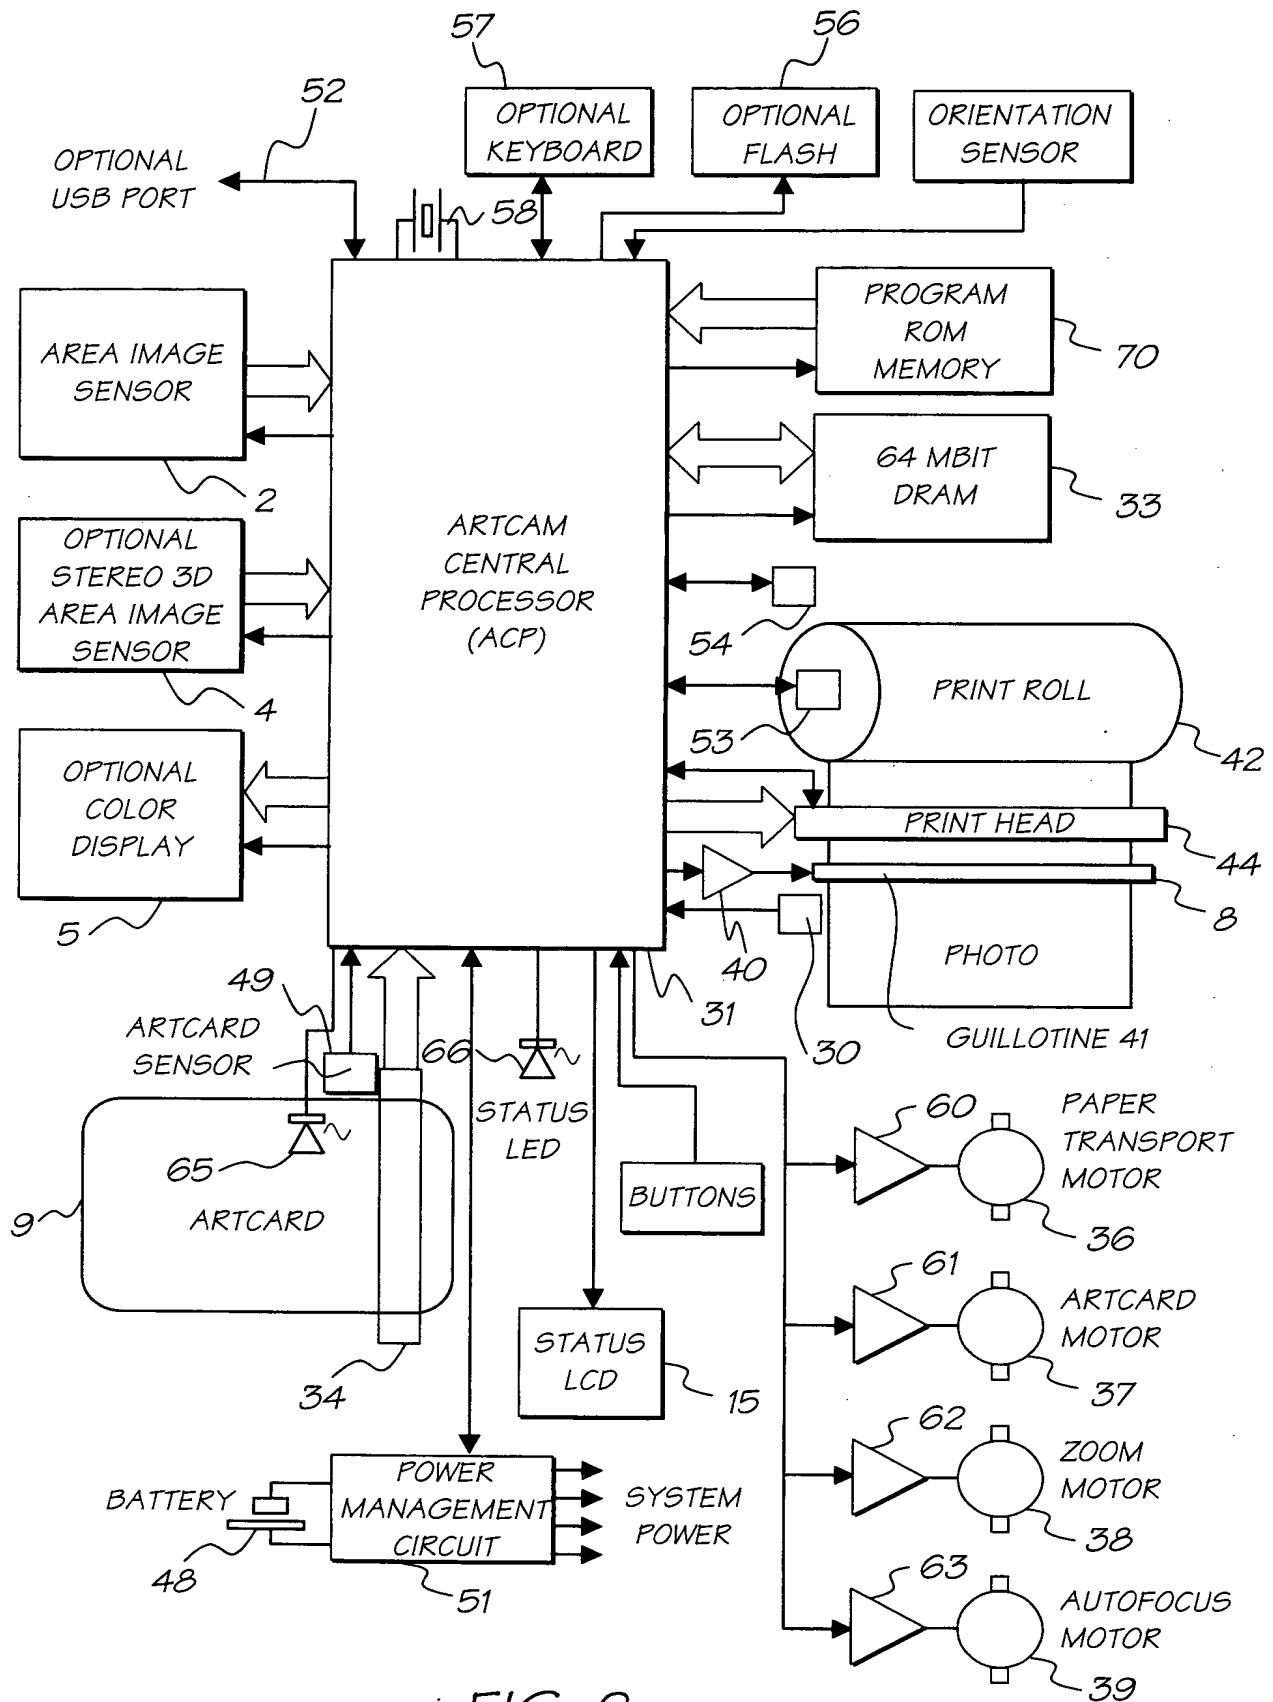 57
56
52
OPTIONAL
KEYBOARD
OPTIONAL
FLASH
ORIENTATION
SENSOR
OPTIONAL
USB PORT
58
AREA IMAGE
SENSOR
2
PROGRAM
ROM
MEMORY
70
64 MBIT
DRAM
33
OPTIONAL
STEREO 3D
AREA IMAGE
SENSOR
4
ARTCAM
CENTRAL
PROCESSOR
(ACP)
54
PRINT ROLL
53
42
OPTIONAL
COLOR
DISPLAY
5
PRINT HEAD
44
8
40
PHOTO
31
30
GUILLOTINE 41
49
ARTCARD
SENSOR
66
STATUS
LED
65
9
ARTCARD
BUTTONS
34
STATUS
LCD
15
60
PAPER
TRANSPORT
MOTOR
36
61
ARTCARD
MOTOR
37
62
ZOOM
MOTOR
38
63
AUTOFOCUS
MOTOR
39
BATTERY
48
POWER
MANAGEMENT
CIRCUIT
51
SYSTEM
POWER
FIG.